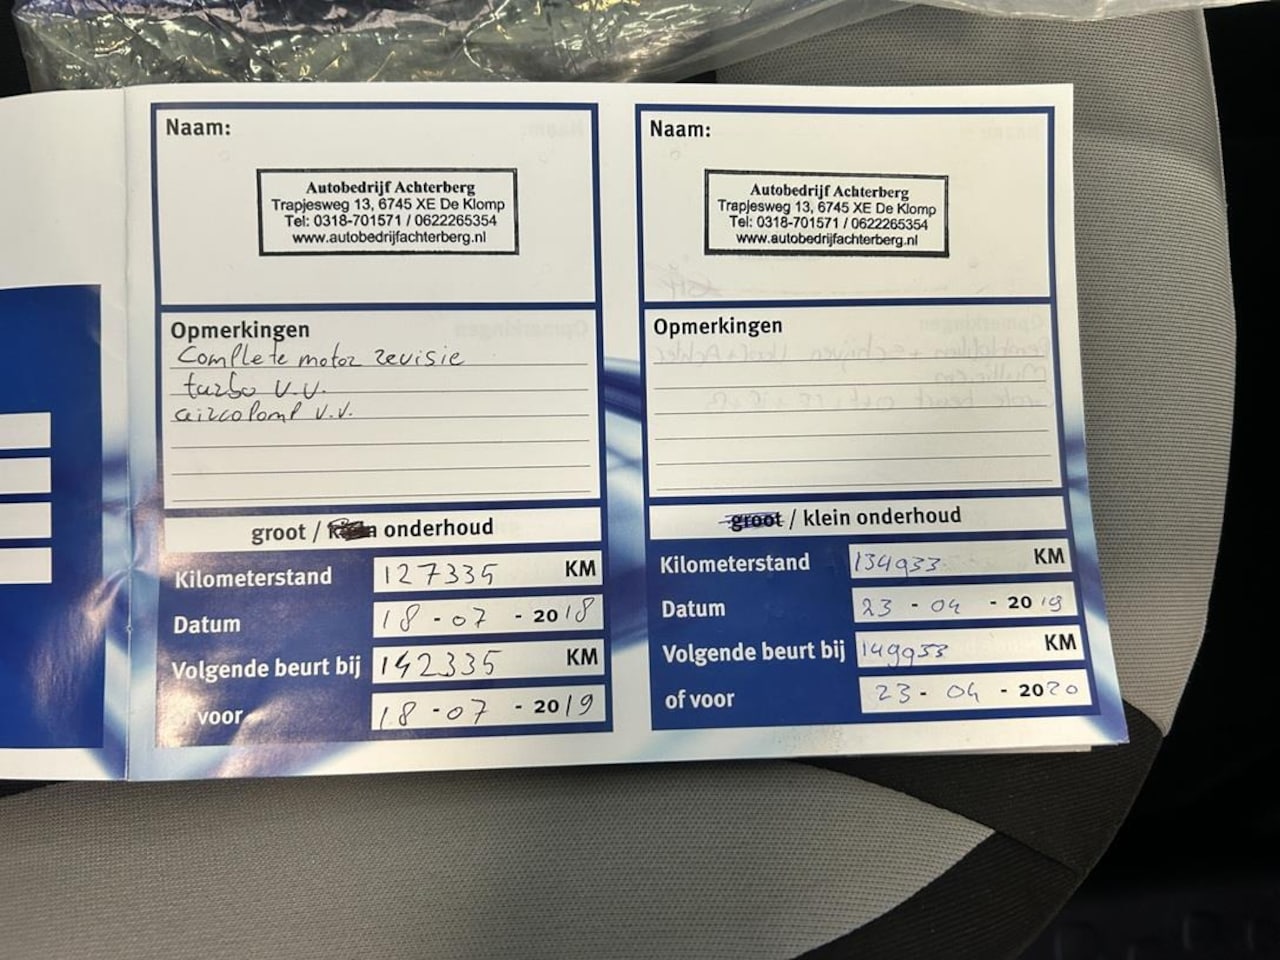 Naam:
Autobedrijf Achterberg
Trapjesweg 13, 6745 XE De Klomp
Tel: 0318-701571 / 0622265354
www.autobedrijfachterberg.nl
Opmerkingen
Complete motor revisie
turbo v.v.
aircopomp v.v.
groot / klein onderhoud
Kilometerstand 127335 KM
Datum 18-07-2018
Volgende beurt bij 142335 KM
of voor 18-07-2019
Naam:
Autobedrijf Achterberg
Trapjesweg 13, 6745 XE De Klomp
Tel: 0318-701571 / 0622265354
www.autobedrijfachterberg.nl
Opmerkingen
groot / klein onderhoud
Kilometerstand 134933 KM
Datum 23-04-2019
Volgende beurt bij 149933 KM
of voor 23-04-2020